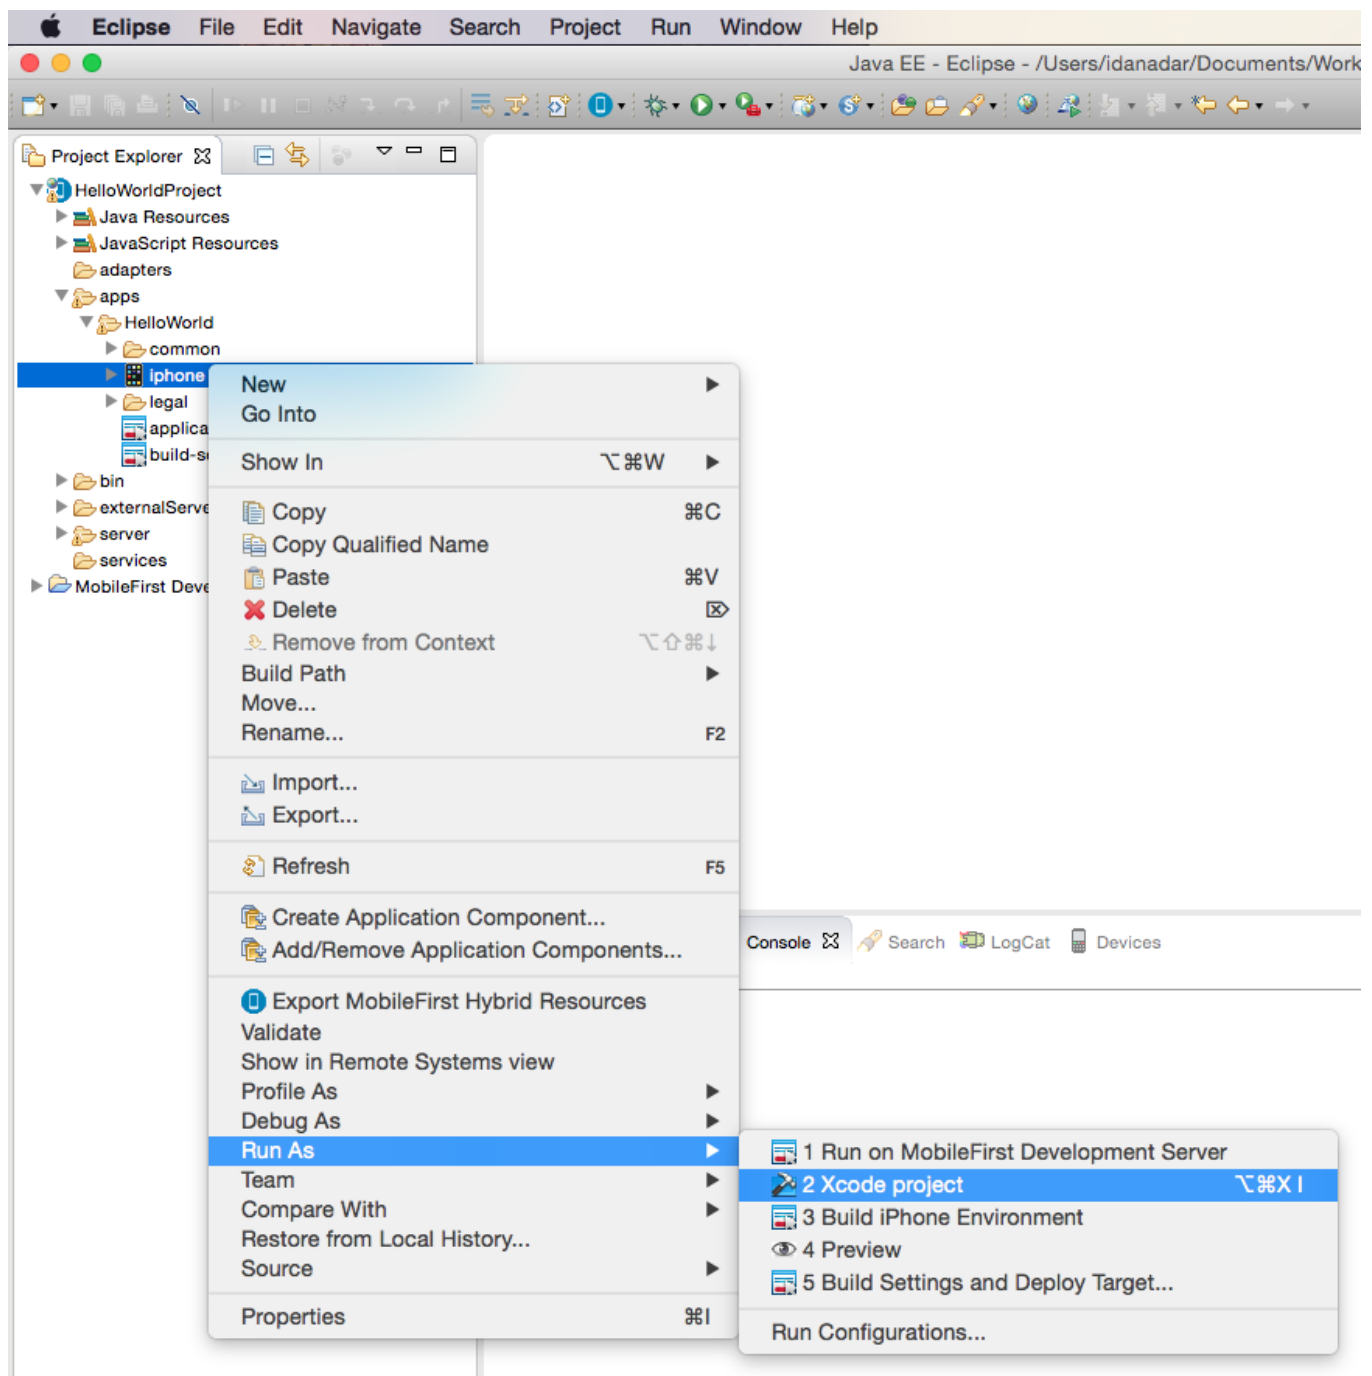 Eclipse File Edit Navigate Search Project Run Window Help
Java EE - Eclipse - /Users/idanadar/Documents/Work
Project Explorer
HelloWorldProject
Java Resources
JavaScript Resources
adapters
apps
HelloWorld
common
iphone
legal
applica
build-s
bin
externalServe
server
services
MobileFirst Deve
New
Go Into
Show In ⌥⌘W
Copy ⌘C
Copy Qualified Name
Paste ⌘V
Delete ⌦
Remove from Context ⌥⇧⌘↓
Build Path
Move...
Rename... F2
Import...
Export...
Refresh F5
Create Application Component...
Add/Remove Application Components...
Export MobileFirst Hybrid Resources
Validate
Show in Remote Systems view
Profile As
Debug As
Run As
Team
Compare With
Restore from Local History...
Source
Properties ⌘I
Console Search LogCat Devices
1 Run on MobileFirst Development Server
2 Xcode project ⌥⌘X I
3 Build iPhone Environment
4 Preview
5 Build Settings and Deploy Target...
Run Configurations...